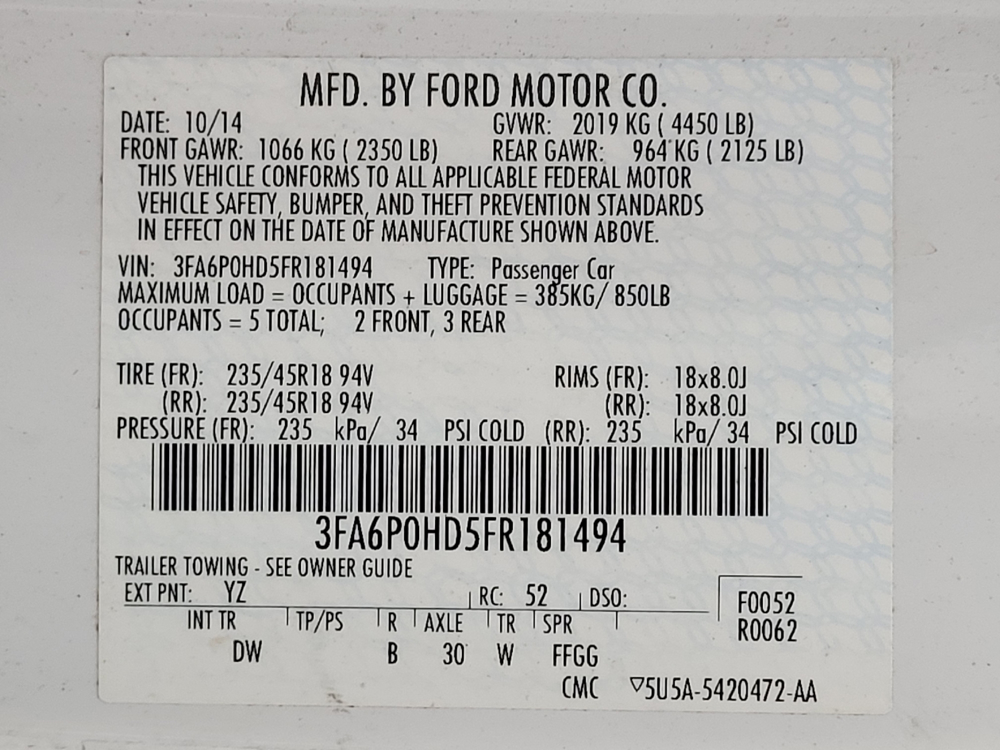 MFD. BY FORD MOTOR CO.
DATE: 10/14 GVWR: 2019 KG ( 4450 LB)
FRONT GAWR: 1066 KG ( 2350 LB) REAR GAWR: 964 KG ( 2125 LB)
THIS VEHICLE CONFORMS TO ALL APPLICABLE FEDERAL MOTOR
VEHICLE SAFETY, BUMPER, AND THEFT PREVENTION STANDARDS
IN EFFECT ON THE DATE OF MANUFACTURE SHOWN ABOVE.
VIN: 3FA6P0HD5FR181494 TYPE: Passenger Car
MAXIMUM LOAD = OCCUPANTS + LUGGAGE = 385KG/ 850LB
OCCUPANTS = 5 TOTAL; 2 FRONT, 3 REAR
TIRE (FR): 235/45R18 94V RIMS (FR): 18x8.0J
(RR): 235/45R18 94V (RR): 18x8.0J
PRESSURE (FR): 235 kPa/ 34 PSI COLD (RR): 235 kPa/ 34 PSI COLD
3FA6P0HD5FR181494
TRAILER TOWING - SEE OWNER GUIDE
EXT PNT: YZ RC: 52 DSO: F0052
INT TR TP/PS R AXLE TR SPR R0062
DW B 30 W FFGG
CMC ▽5U5A-5420472-AA